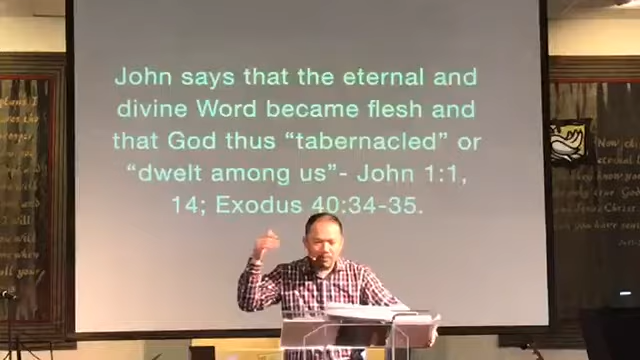 John says that the eternal and
divine Word became flesh and
that God thus “tabernacled” or
“dwelt among us”- John 1:1,
14; Exodus 40:34-35.